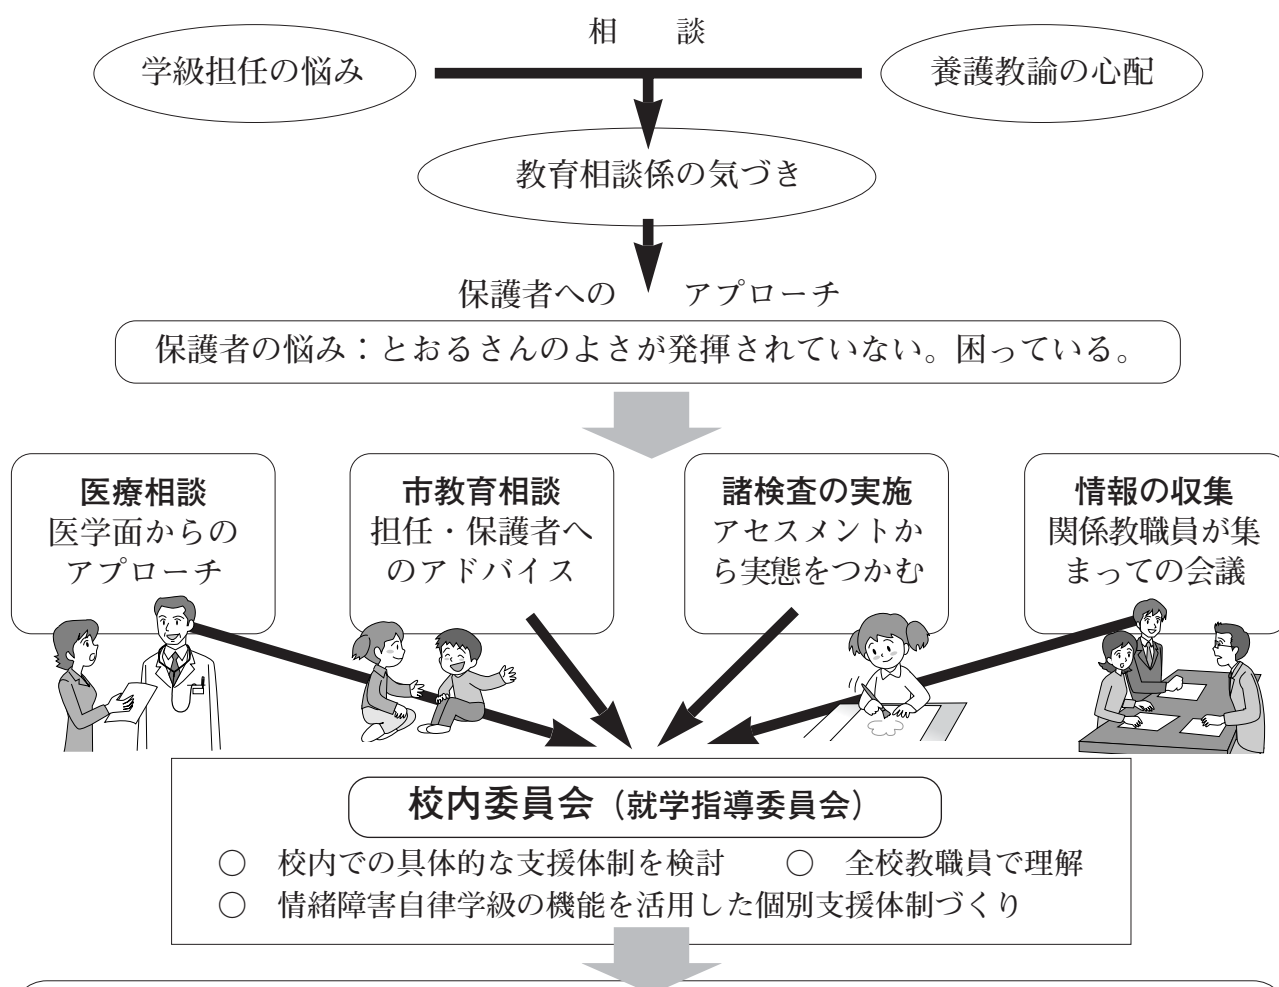 相　談
学級担任の悩み
養護教諭の心配
教育相談係の気づき
保護者への　アプローチ
保護者の悩み：とおるさんのよさが発揮されていない。困っている。
医療相談
医学面からの
アプローチ
市教育相談
担任・保護者へ
のアドバイス
諸検査の実施
アセスメントか
ら実態をつかむ
情報の収集
関係教職員が集
まっての会議
校内委員会（就学指導委員会）
○　校内での具体的な支援体制を検討　○　全校教職員で理解
○　情緒障害自律学級の機能を活用した個別支援体制づくり